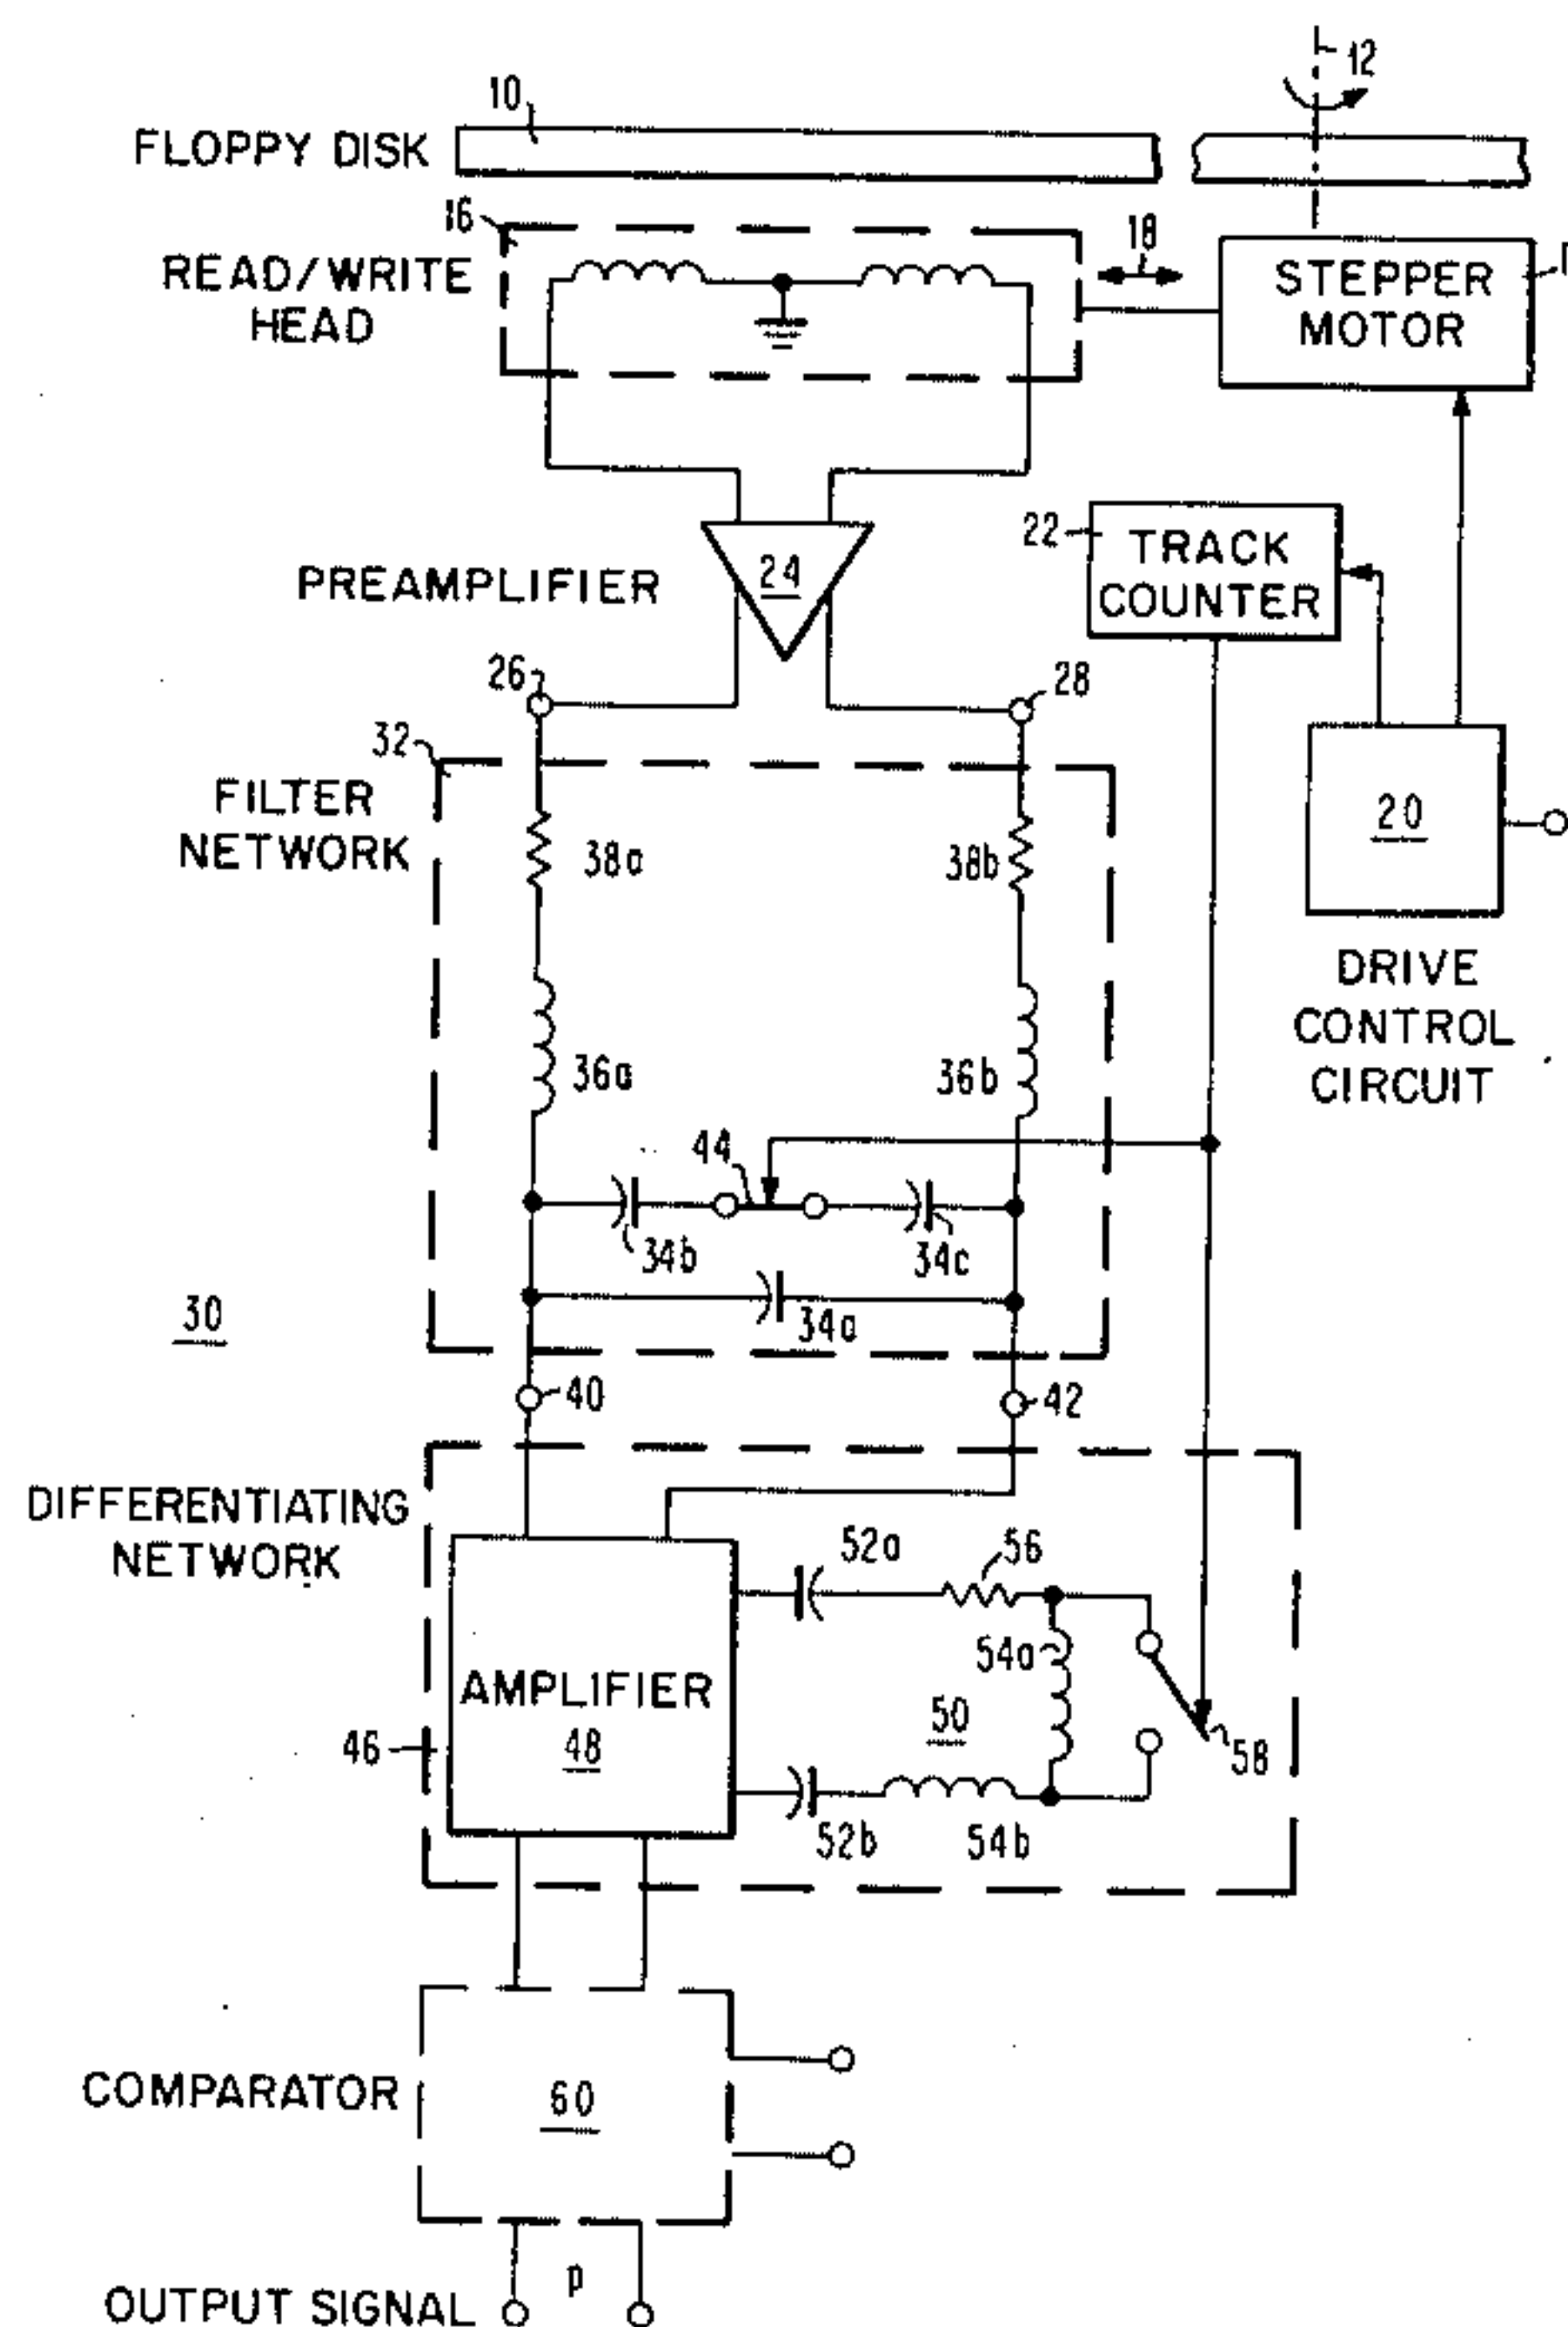 12
10
FLOPPY DISK
16
18
READ/WRITE
HEAD
STEPPER
MOTOR
22
TRACK
COUNTER
24
PREAMPLIFIER
26
28
32
FILTER
NETWORK
20
38a
38b
DRIVE
CONTROL
CIRCUIT
36a
36b
44
34b
34c
30
34a
40
42
DIFFERENTIATING
NETWORK
52a
56
54a
AMPLIFIER
48
50
46
58
52b
54b
COMPARATOR
60
p
OUTPUT SIGNAL